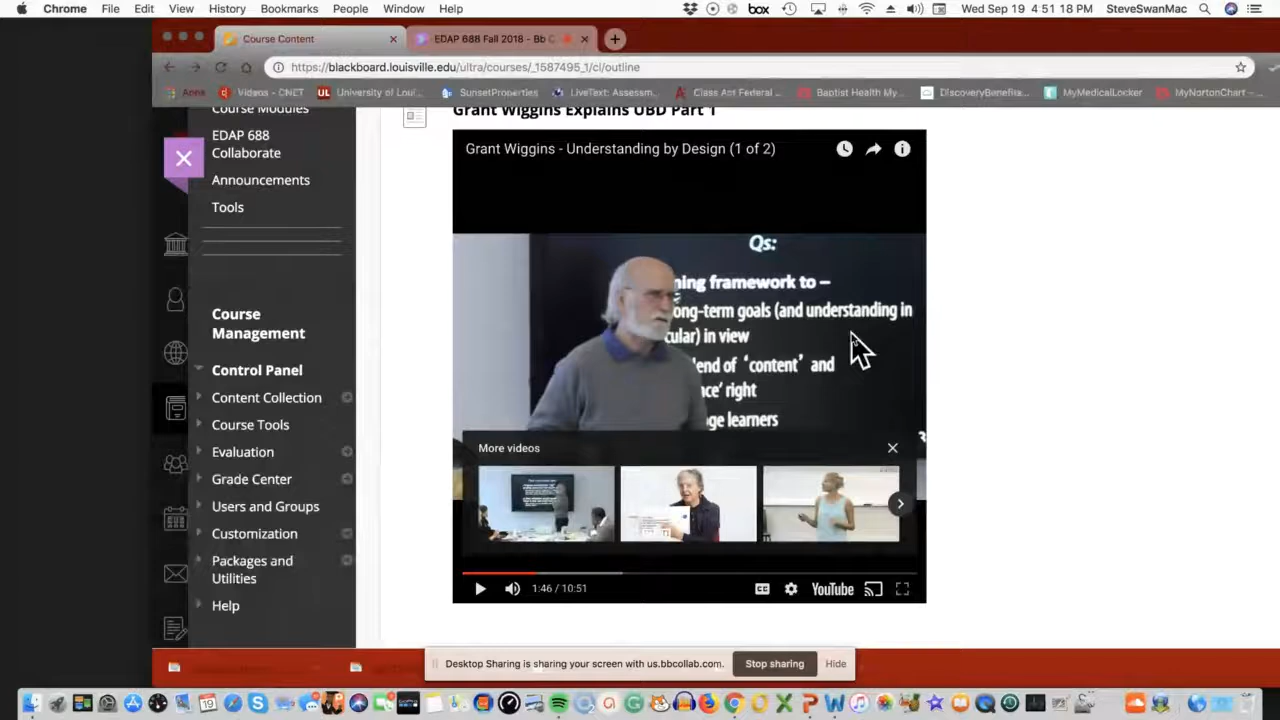 Chrome File Edit View History Bookmarks People Window Help box Wed Sep 19 4:51:18 PM SteveSwanMac
Course Content
EDAP 688 Fall 2018 - Bb C
https://blackboard.louisville.edu/ultra/courses/_1587495_1/cl/outline
Apps Videos - CNET UL University of Loui... SunsetProperties LiveText: Assessm... Class Act Federal ... Baptist Health My... DiscoveryBenefits... MyMedicalLocker MyNortonChart - ...
Course Modules
EDAP 688
Collaborate
Announcements
Tools
Course
Management
Control Panel
Content Collection
Course Tools
Evaluation
Grade Center
Users and Groups
Customization
Packages and
Utilities
Help
Grant Wiggins Explains UBD Part 1
Grant Wiggins - Understanding by Design (1 of 2)
Qs:
ning framework to –
ong-term goals (and understanding in
cular) in view
lend of 'content' and
nce' right
ge learners
More videos
1:46 / 10:51
CC
YouTube
Desktop Sharing is sharing your screen with us.bbcollab.com. Stop sharing Hide
19